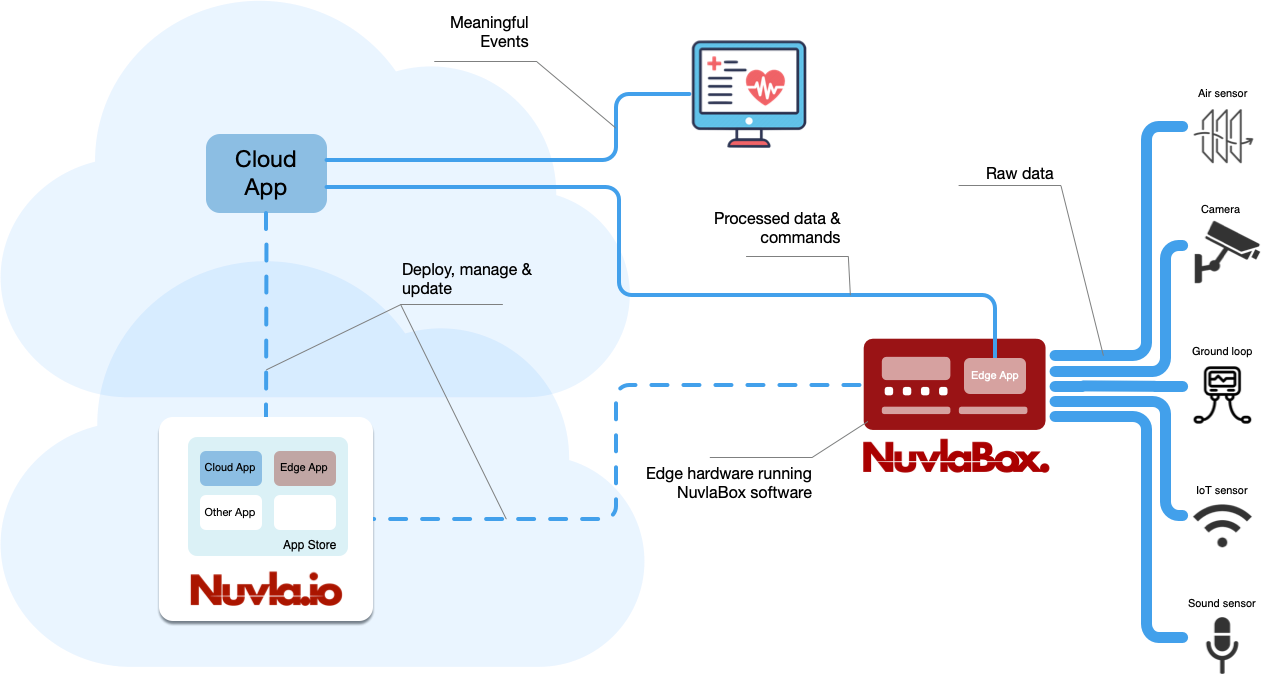 Meaningful
Events
Air sensor
Cloud
App
Raw data
Camera
Processed data &
commands
Deploy, manage &
update
Ground loop
Edge App
NuvlaBox.
Edge hardware running
NuvlaBox software
Cloud App
Edge App
Other App
App Store
Nuvla.io
IoT sensor
Sound sensor